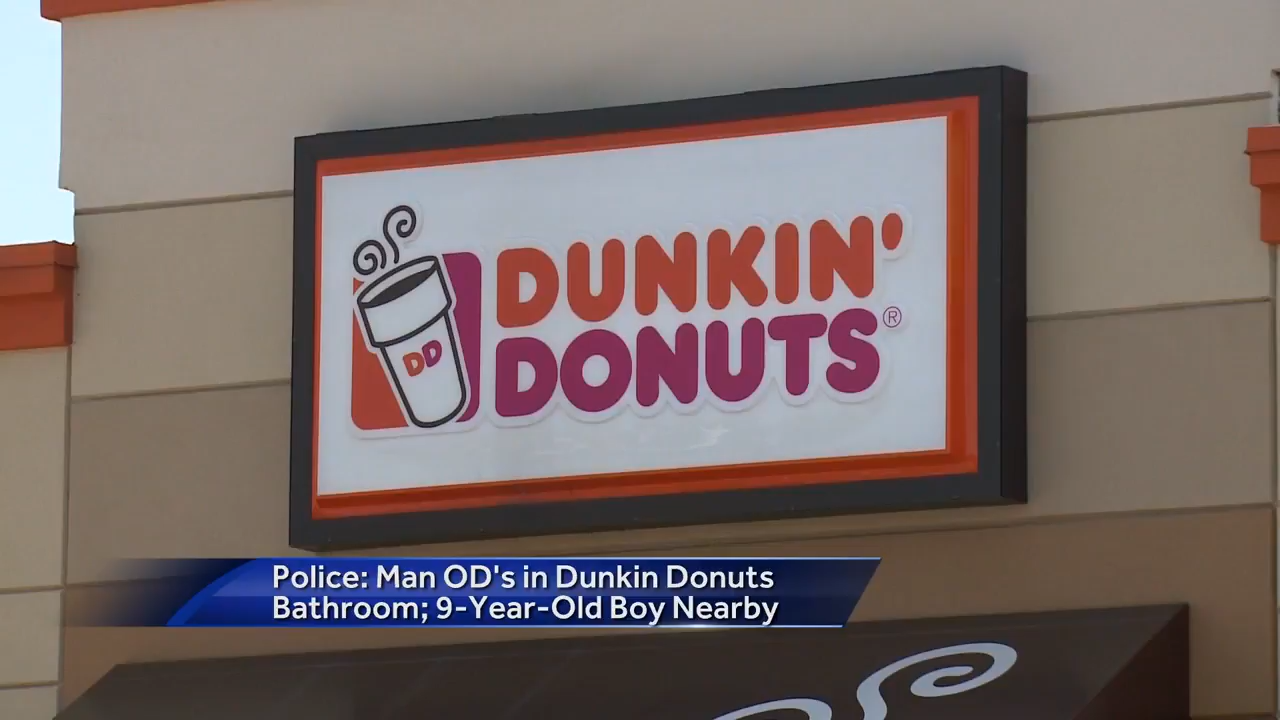 DUNKIN'
DONUTS®
DD
Police: Man OD's in Dunkin Donuts
Bathroom; 9-Year-Old Boy Nearby